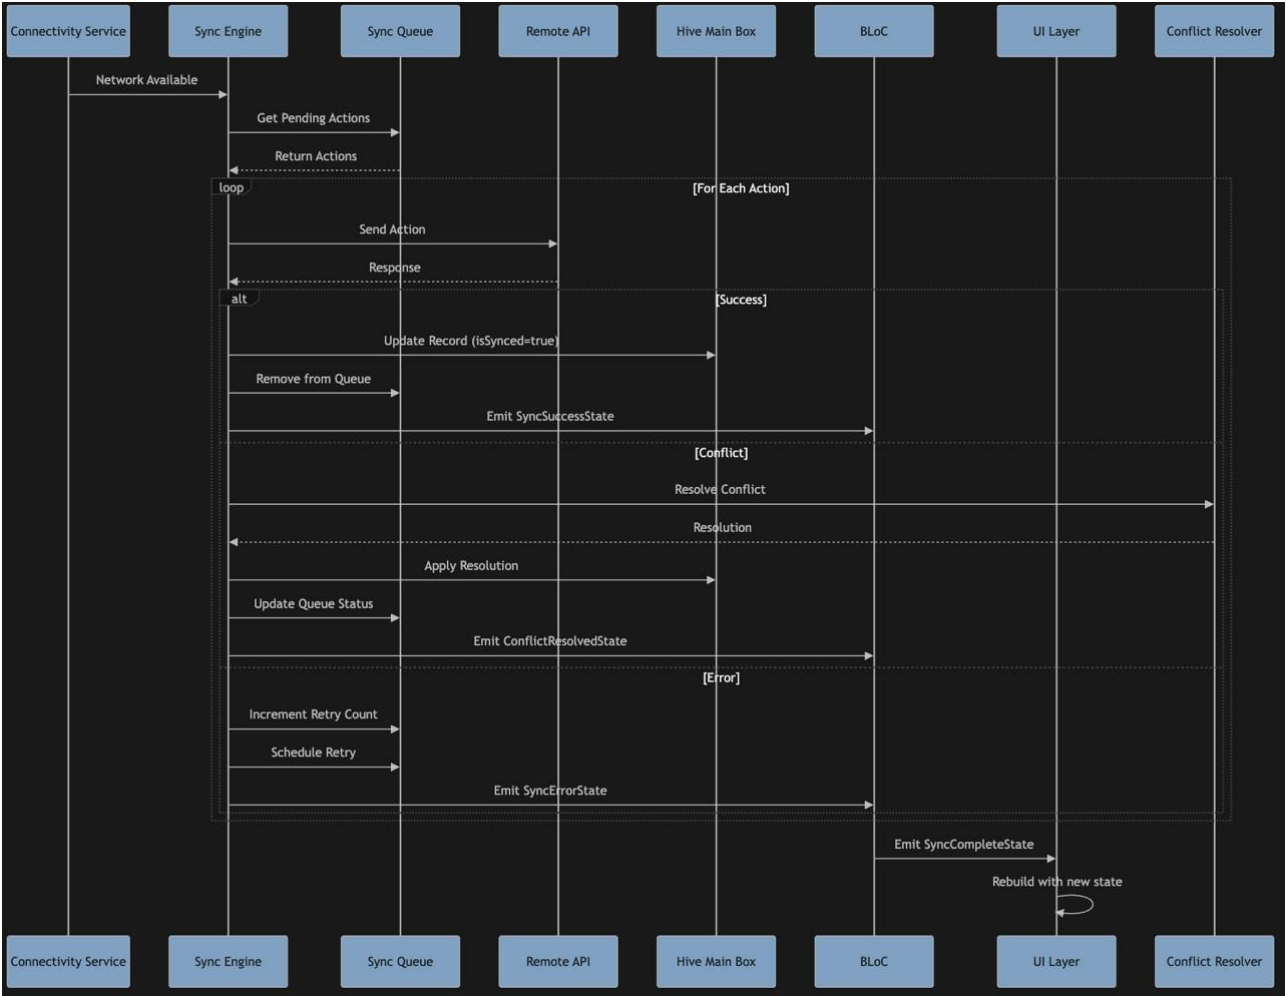 Connectivity Service
Sync Engine
Sync Queue
Remote API
Hive Main Box
BLoC
UI Layer
Conflict Resolver
Network Available
Get Pending Actions
Return Actions
loop
[For Each Action]
Send Action
Response
alt
[Success]
Update Record (isSynced=true)
Remove from Queue
Emit SyncSuccessState
[Conflict]
Resolve Conflict
Resolution
Apply Resolution
Update Queue Status
Emit ConflictResolvedState
[Error]
Increment Retry Count
Schedule Retry
Emit SyncErrorState
Emit SyncCompleteState
Rebuild with new state
Connectivity Service
Sync Engine
Sync Queue
Remote API
Hive Main Box
BLoC
UI Layer
Conflict Resolver